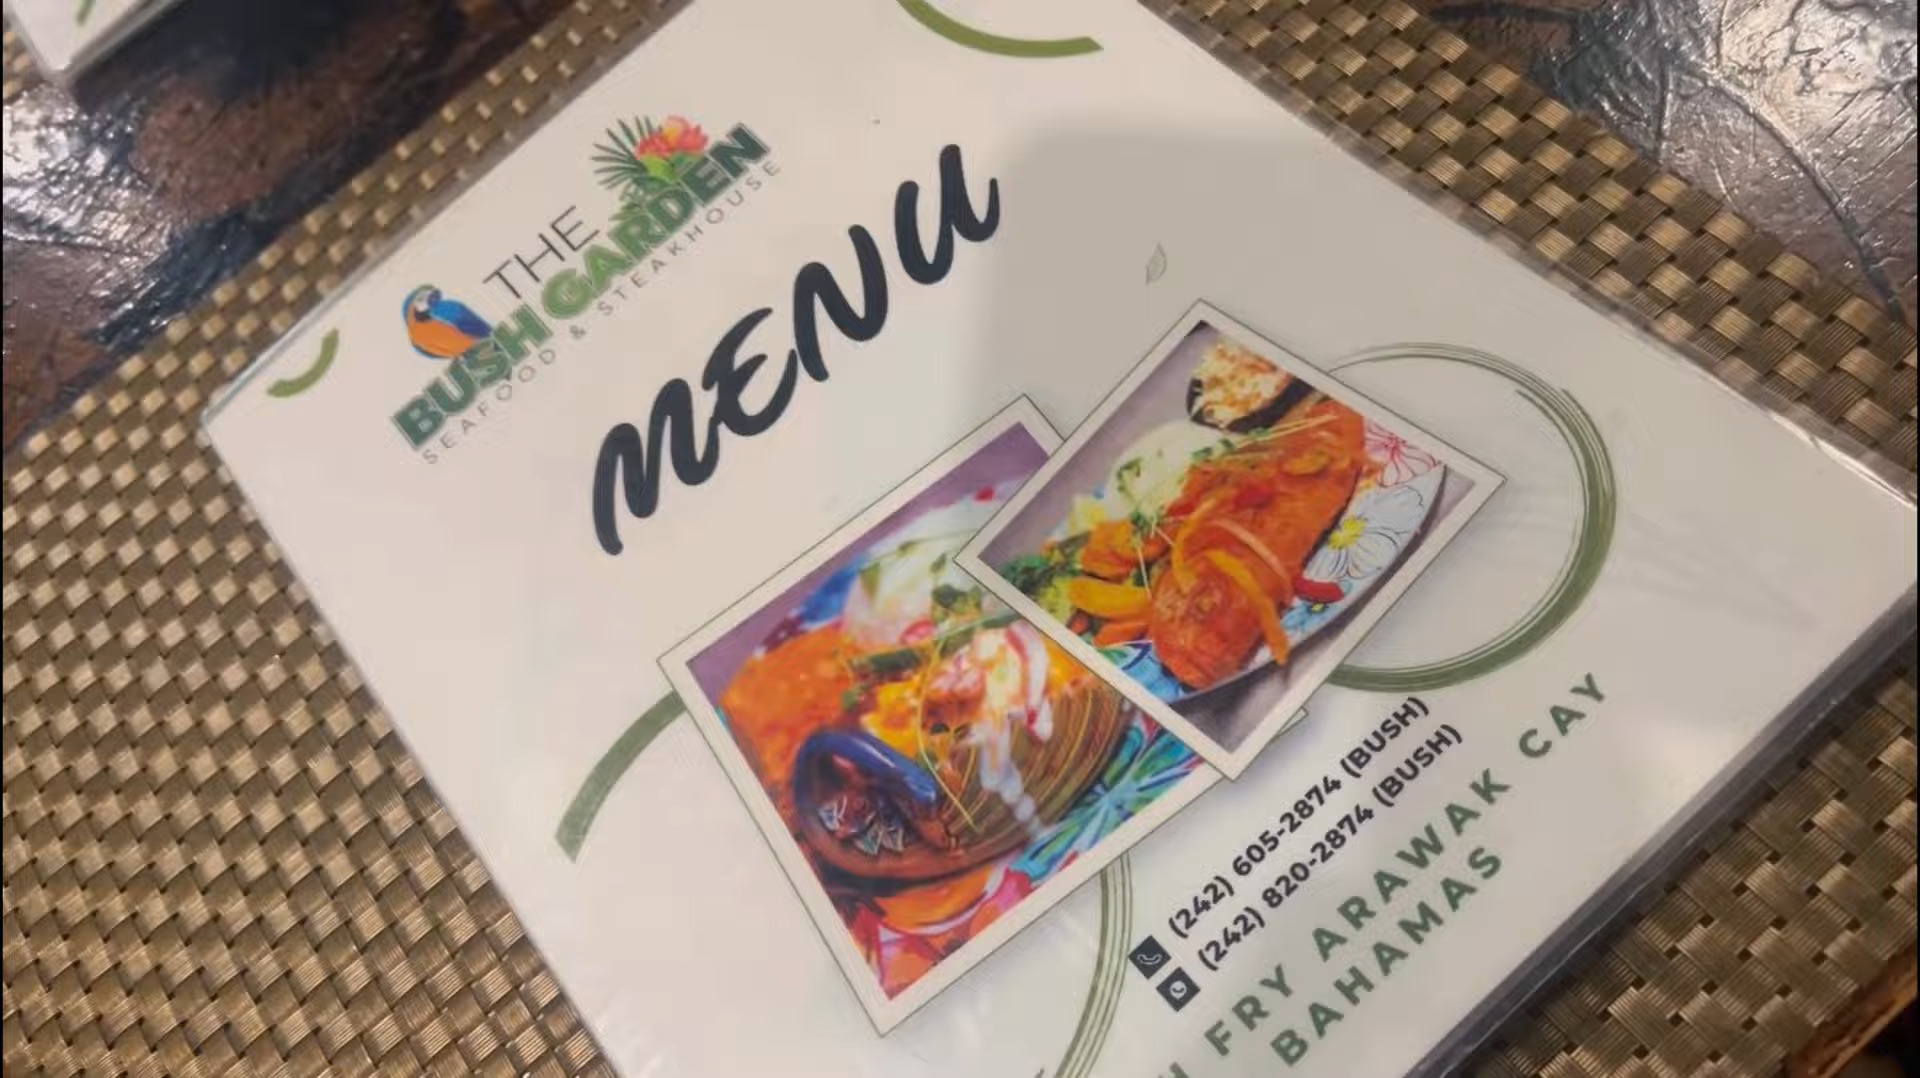 THE
BUSH GARDEN
SEAFOOD & STEAKHOUSE
MENU
(242) 605-2874 (BUSH)
(242) 820-2874 (BUSH)
FRY ARAWAK CAY
BAHAMAS